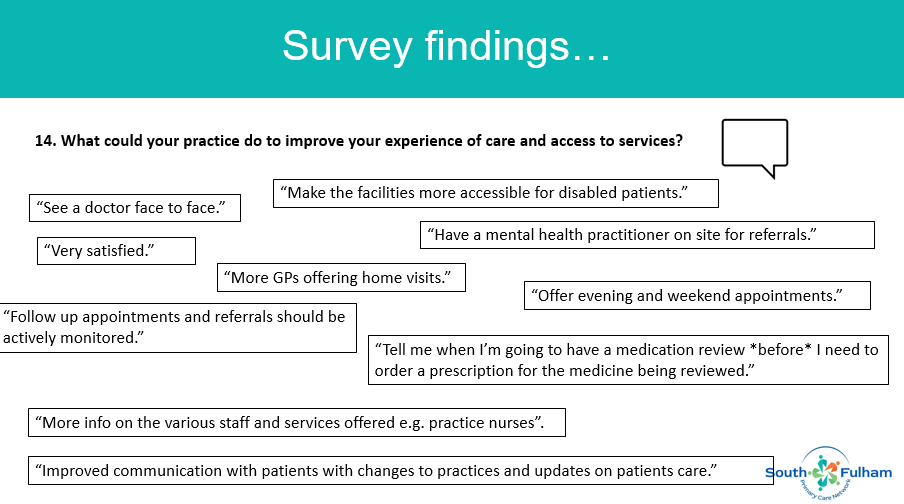 Survey findings…
14. What could your practice do to improve your experience of care and access to services?
“Make the facilities more accessible for disabled patients.”
“See a doctor face to face.”
“Have a mental health practitioner on site for referrals.”
“Very satisfied.”
“More GPs offering home visits.”
“Offer evening and weekend appointments.”
“Follow up appointments and referrals should be
actively monitored.”
“Tell me when I’m going to have a medication review *before* I need to
order a prescription for the medicine being reviewed.”
“More info on the various staff and services offered e.g. practice nurses”.
“Improved communication with patients with changes to practices and updates on patients care.”
South Fulham
Primary Care Network